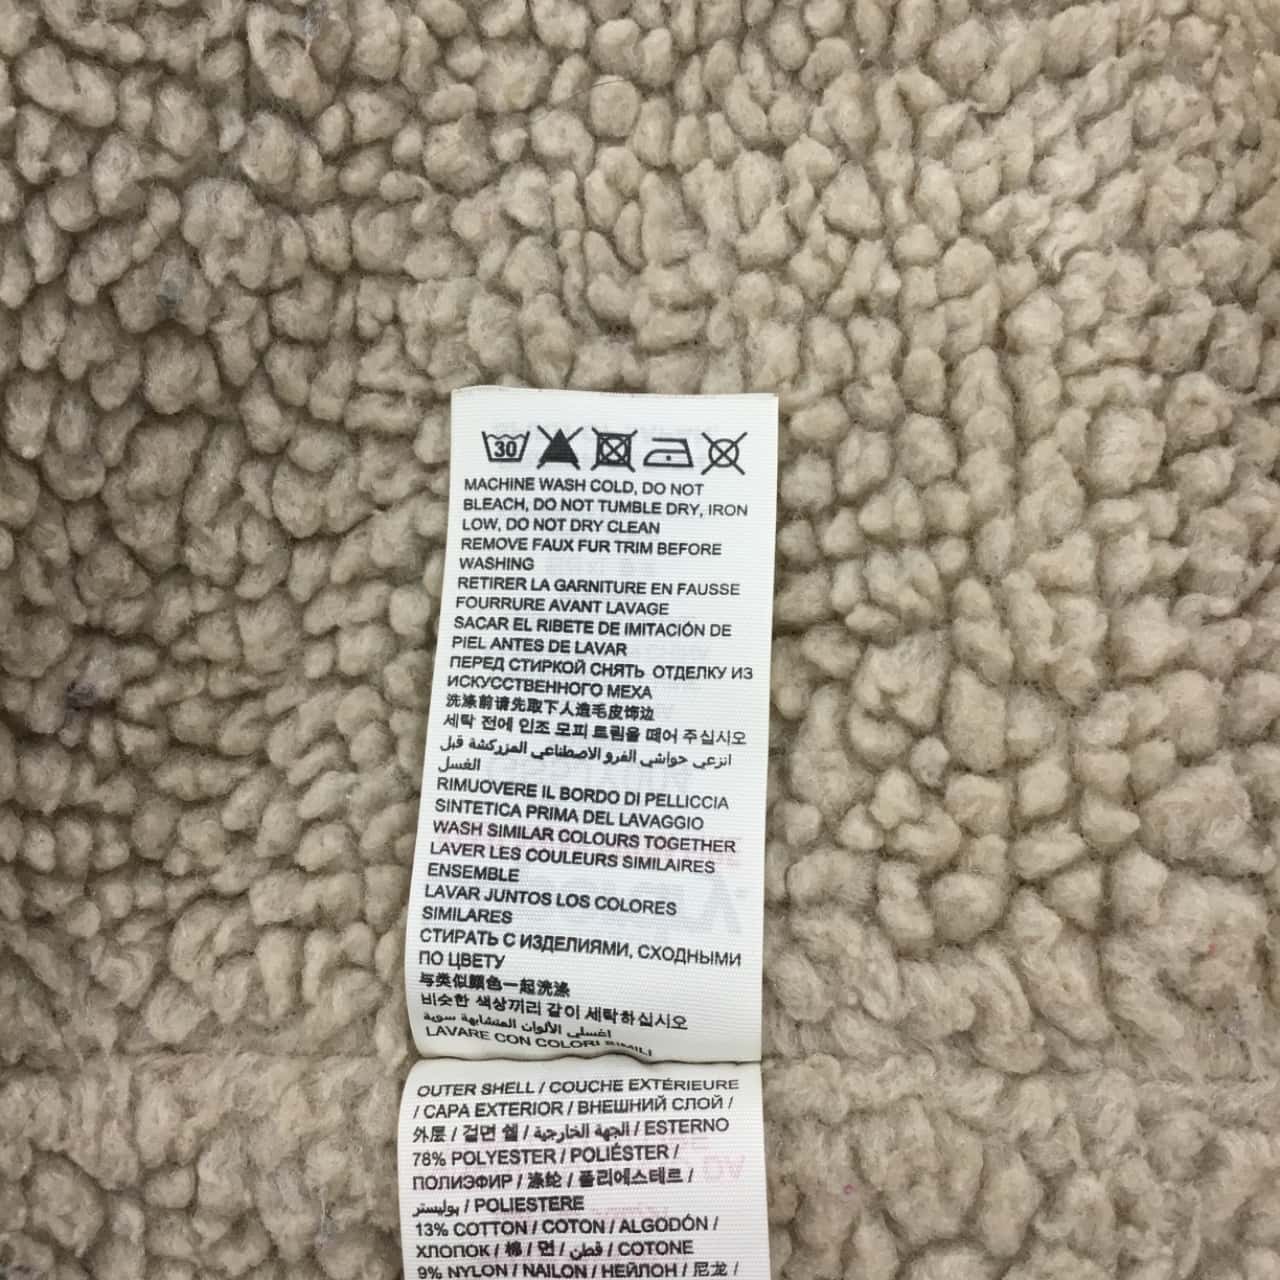 30
MACHINE WASH COLD, DO NOT
BLEACH, DO NOT TUMBLE DRY, IRON
LOW, DO NOT DRY CLEAN
REMOVE FAUX FUR TRIM BEFORE
WASHING
RETIRER LA GARNITURE EN FAUSSE
FOURRURE AVANT LAVAGE
SACAR EL RIBETE DE IMITACIÓN DE
PIEL ANTES DE LAVAR
ПЕРЕД СТИРКОЙ СНЯТЬ ОТДЕЛКУ ИЗ
ИСКУССТВЕННОГО МЕХА
洗涤前请先取下人造毛皮饰边
세탁 전에 인조 모피 트림을 떼어 주십시오
انزعي حواشي الفرو الاصطناعي المزركشة قبل
الغسل
RIMUOVERE IL BORDO DI PELLICCIA
SINTETICA PRIMA DEL LAVAGGIO
WASH SIMILAR COLOURS TOGETHER
LAVER LES COULEURS SIMILAIRES
ENSEMBLE
LAVAR JUNTOS LOS COLORES
SIMILARES
СТИРАТЬ С ИЗДЕЛИЯМИ, СХОДНЫМИ
ПО ЦВЕТУ
与类似颜色一起洗涤
비슷한 색상끼리 같이 세탁하십시오
اغسلي الألوان المتشابهة سوية
LAVARE CON COLORI SIMILI
OUTER SHELL / COUCHE EXTÉRIEURE
/ CAPA EXTERIOR / ВНЕШНИЙ СЛОЙ /
外层 / 겉면 쉘 / الجهة الخارجية / ESTERNO
78% POLYESTER / POLIÉSTER /
ПОЛИЭФИР / 涤纶 / 폴리에스테르 /
بوليستر / POLIESTERE
13% COTTON / COTON / ALGODÓN /
ХЛОПОК / 棉 / 면 / قطن / COTONE
9% NYLON / NAILON / НЕЙЛОН / 尼龙 /